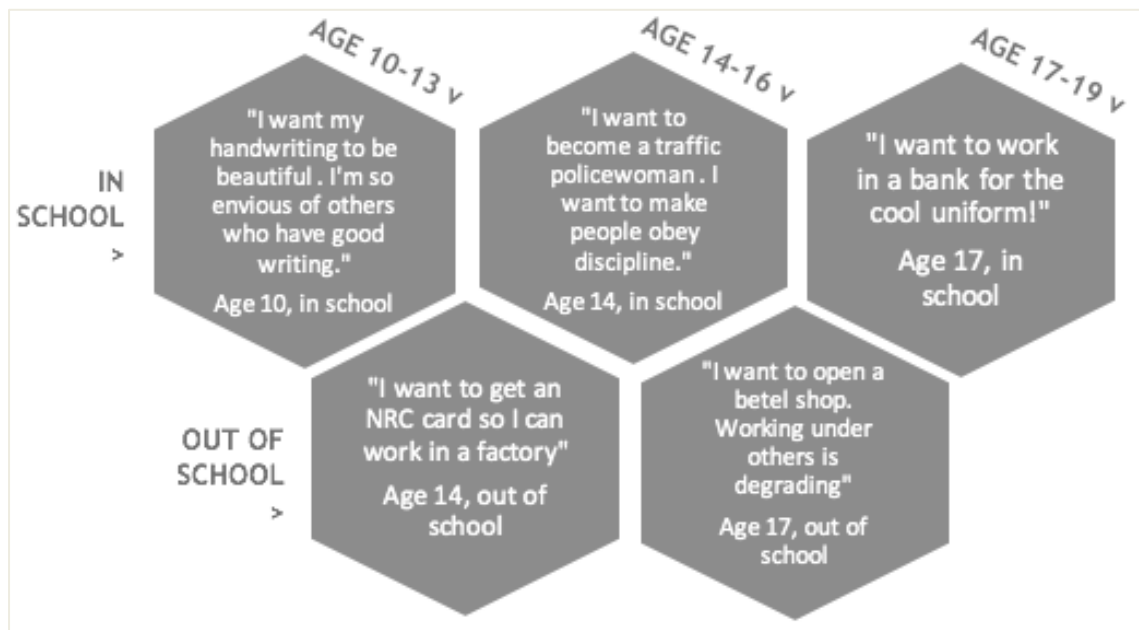 AGE 10-13 v
AGE 14-16 v
AGE 17-19 v
IN
SCHOOL
>
"I want my
handwriting to be
beautiful . I'm so
envious of others
who have good
writing."
Age 10, in school
"I want to
become a traffic
policewoman . I
want to make
people obey
discipline."
Age 14, in school
"I want to work
in a bank for the
cool uniform!"
Age 17, in
school
OUT OF
SCHOOL
>
"I want to get an
NRC card so I can
work in a factory"
Age 14, out of
school
"I want to open a
betel shop.
Working under
others is
degrading"
Age 17, out of
school